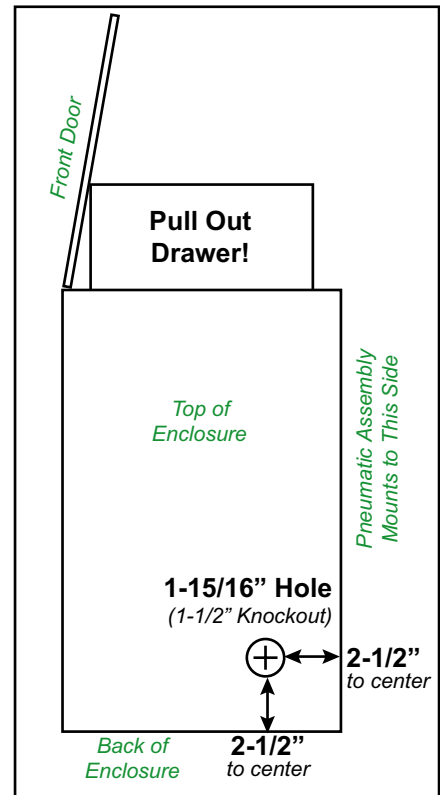 Front Door
Pull Out
Drawer!
Top of
Enclosure
Pneumatic Assembly
Mounts to This Side
1-15/16” Hole
(1-1/2” Knockout)
2-1/2”
to center
Back of
Enclosure
2-1/2”
to center